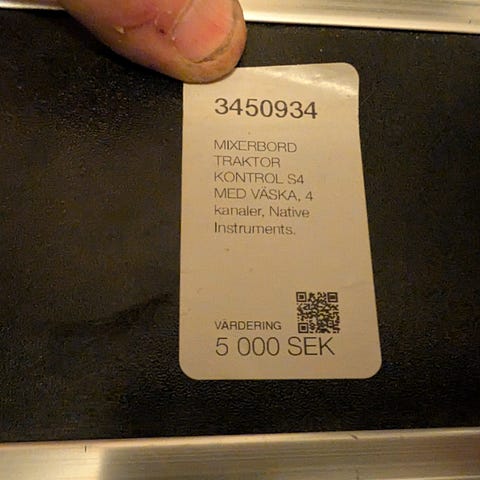 3450934
MIXERBORD
TRAKTOR
KONTROL S4
MED VÄSKA, 4
kanaler, Native
Instruments.
VÄRDERING
5 000 SEK